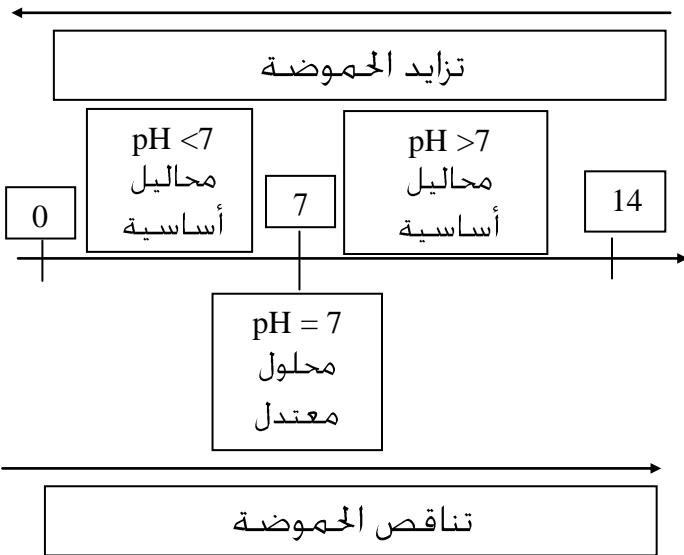 تزايد الحموضة
pH <7
محاليل
أساسية
pH >7
محاليل
أساسية
0
7
14
pH = 7
محلول
معتدل
تناقص الحموضة